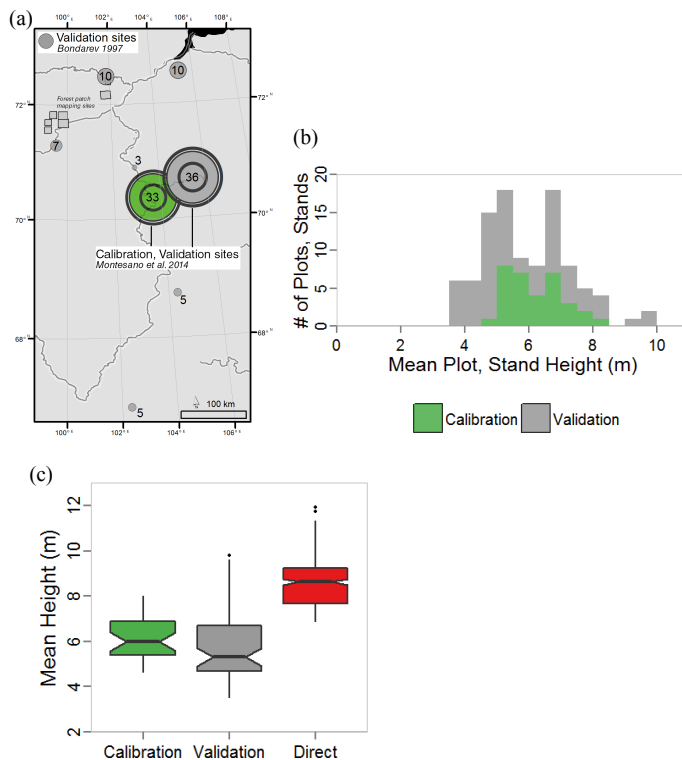 (a)
100° E 102° E 104° E 106° E 108° E
Validation sites
Bondarev 1997
10
10
Forest patch
mapping sites
72° N
72° N
7
3
33
36
70° N
70° N
Calibration, Validation sites
Montesano et al. 2014
5
68° N
68° N
5
100 km
100° E 102° E 104° E 106° E
(b)
# of Plots, Stands
20
15
10
5
0
0 2 4 6 8 10
Mean Plot, Stand Height (m)
Calibration Validation
(c)
Mean Height (m)
12
10
8
6
4
2
Calibration Validation Direct